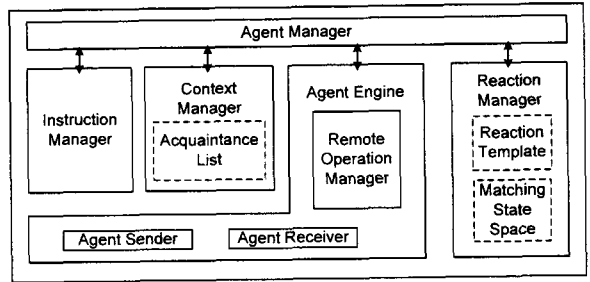 Agent Manager
Instruction
Manager
Context
Manager
Acquaintance
List
Agent Engine
Remote
Operation
Manager
Reaction
Manager
Reaction
Template
Matching
State
Space
Agent Sender
Agent Receiver